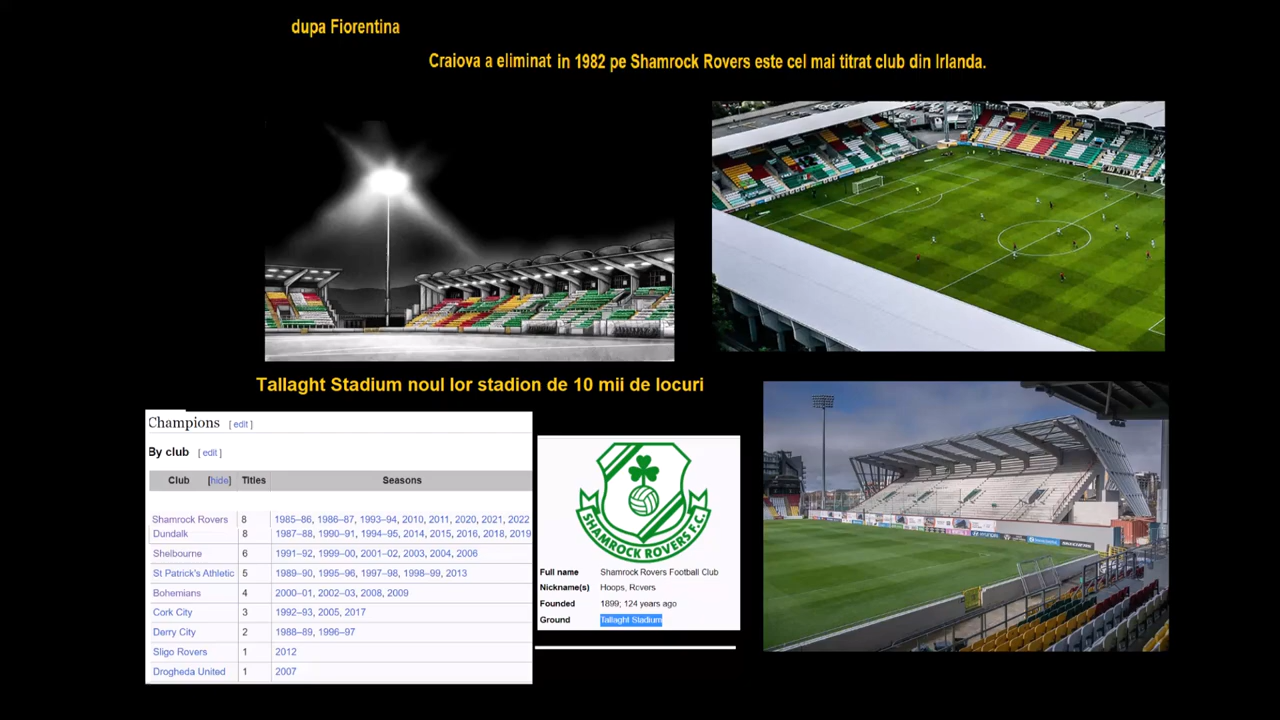 dupa Fiorentina
Craiova a eliminat in 1982 pe Shamrock Rovers este cel mai titrat club din Irlanda.
Tallaght Stadium noul lor stadion de 10 mii de locuri
Champions [ edit ]
By club [ edit ]
Club [hide] Titles Seasons
Shamrock Rovers 8 1985–86, 1986–87, 1993–94, 2010, 2011, 2020, 2021, 2022
Dundalk 8 1987–88, 1990–91, 1994–95, 2014, 2015, 2016, 2018, 2019
Shelbourne 6 1991–92, 1999–00, 2001–02, 2003, 2004, 2006
St Patrick's Athletic 5 1989–90, 1995–96, 1997–98, 1998–99, 2013
Bohemians 4 2000–01, 2002–03, 2008, 2009
Cork City 3 1992–93, 2005, 2017
Derry City 2 1988–89, 1996–97
Sligo Rovers 1 2012
Drogheda United 1 2007
SHAMROCK ROVERS F.C.
Full name Shamrock Rovers Football Club
Nickname(s) Hoops, Rovers
Founded 1899; 124 years ago
Ground Tallaght Stadium